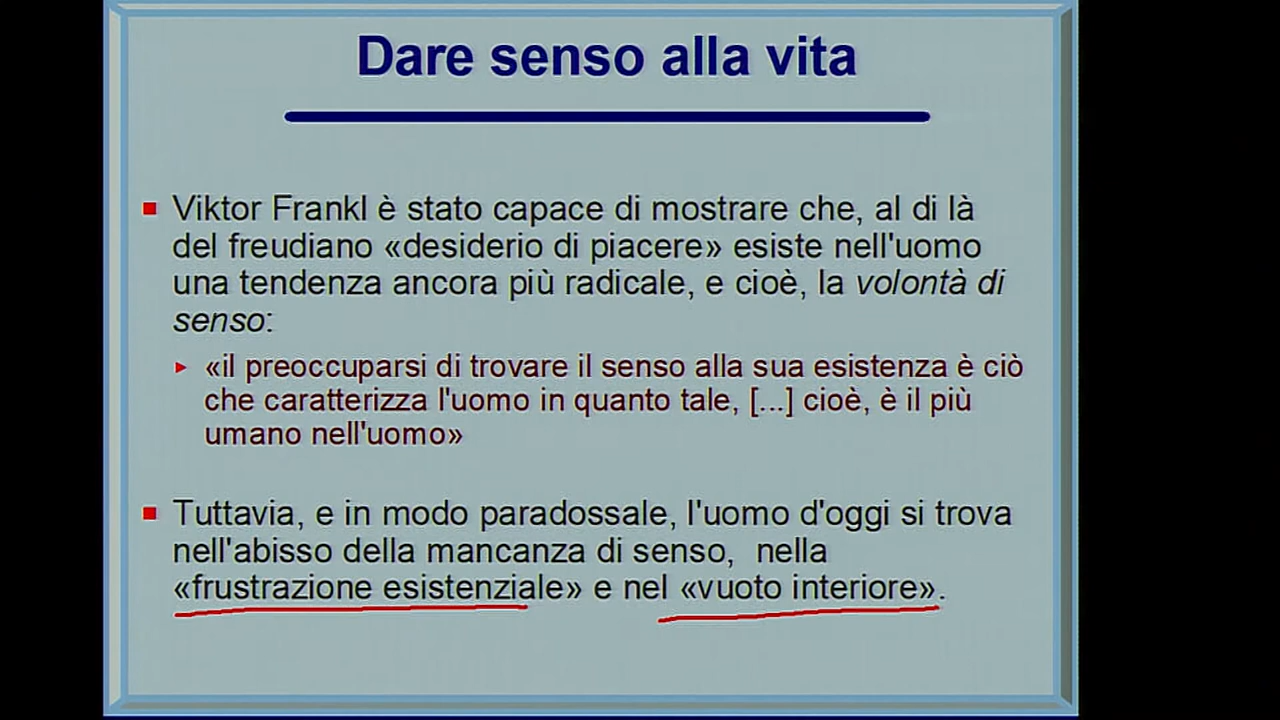 Dare senso alla vita
Viktor Frankl è stato capace di mostrare che, al di là
del freudiano «desiderio di piacere» esiste nell'uomo
una tendenza ancora più radicale, e cioè, la volontà di
senso:
«il preoccuparsi di trovare il senso alla sua esistenza è ciò
che caratterizza l'uomo in quanto tale, [...] cioè, è il più
umano nell'uomo»
Tuttavia, e in modo paradossale, l'uomo d'oggi si trova
nell'abisso della mancanza di senso, nella
«frustrazione esistenziale» e nel «vuoto interiore».